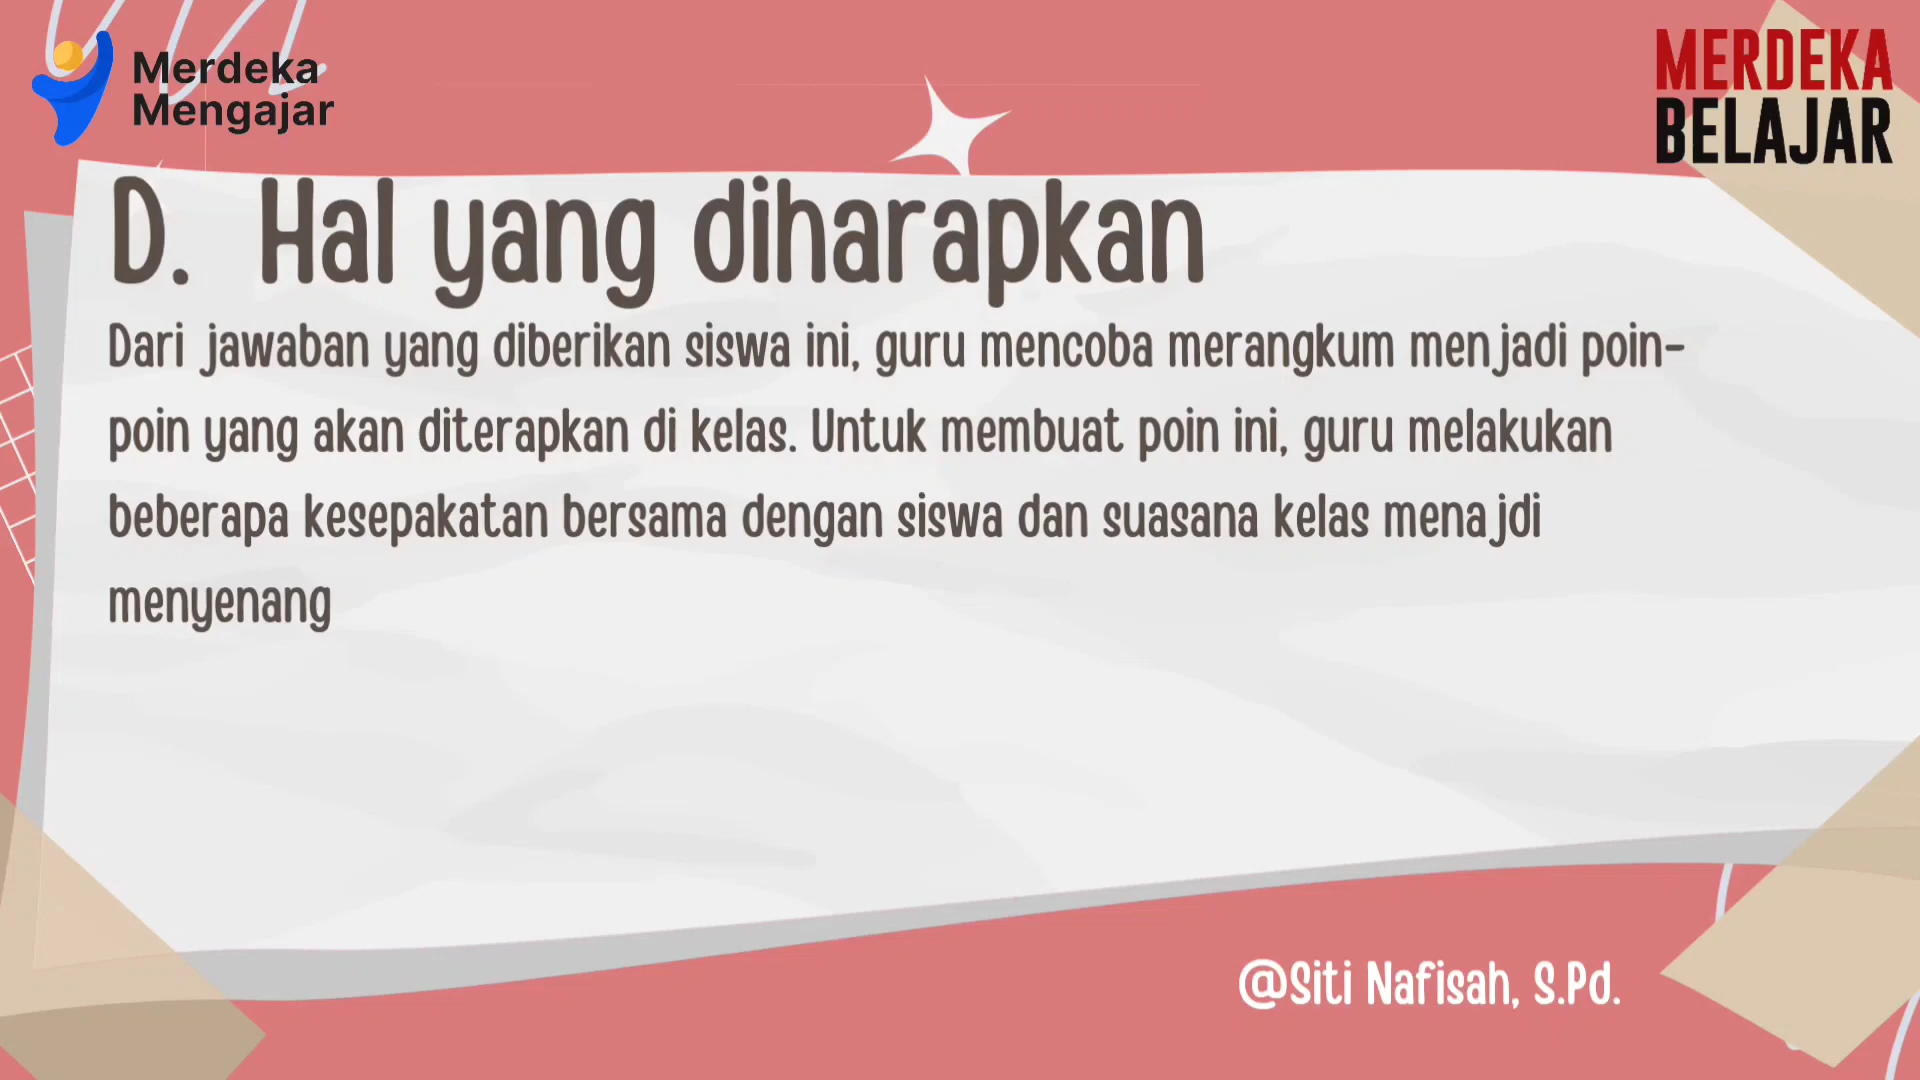 Merdeka
Mengajar
MERDEKA
BELAJAR
D. Hal yang diharapkan
Dari jawaban yang diberikan siswa ini, guru mencoba merangkum menjadi poin-
poin yang akan diterapkan di kelas. Untuk membuat poin ini, guru melakukan
beberapa kesepakatan bersama dengan siswa dan suasana kelas menajdi
menyenang
@Siti Nafisah, S.Pd.